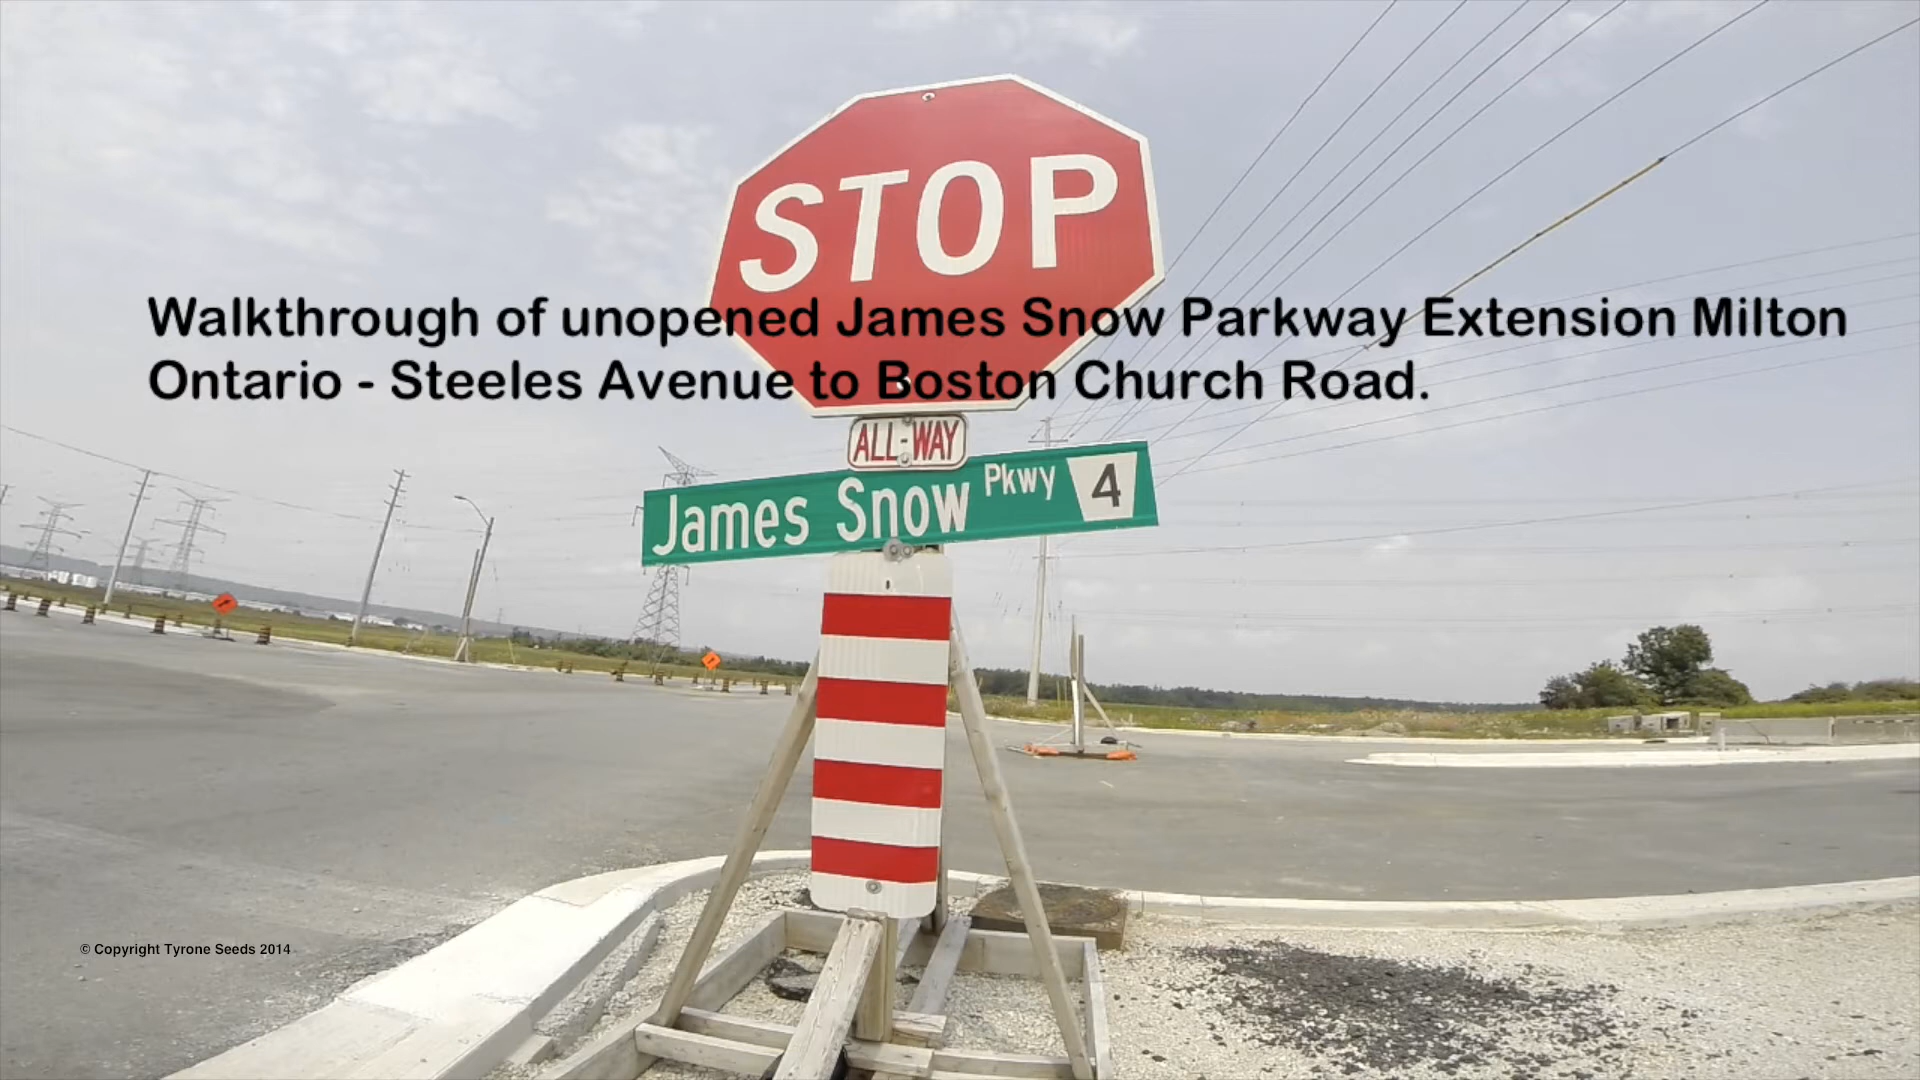 STOP
Walkthrough of unopened James Snow Parkway Extension Milton
Ontario - Steeles Avenue to Boston Church Road.
ALL-WAY
James Snow Pkwy 4
© Copyright Tyrone Seeds 2014